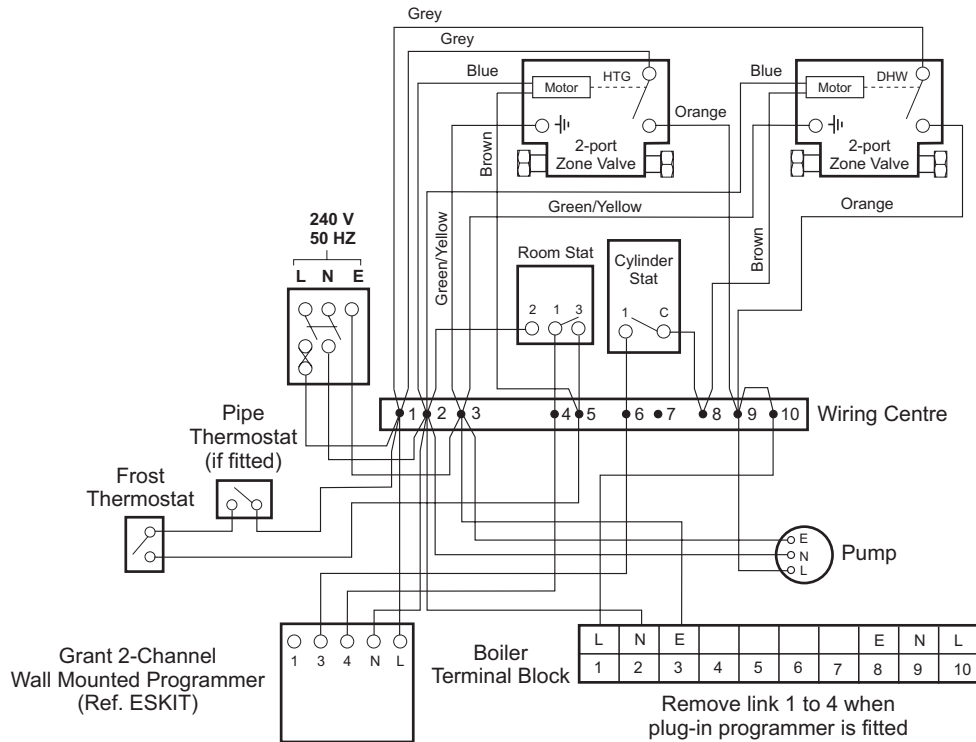 Grey
Grey
Blue
Motor
HTG
Orange
2-port
Zone Valve
Brown
Blue
Motor
DHW
2-port
Zone Valve
Orange
Green/Yellow
Green/Yellow
Brown
240 V
50 HZ
L N E
Room Stat
2 1 3
Cylinder
Stat
1 C
1 2 3 4 5 6 7 8 9 10
Wiring Centre
Pipe
Thermostat
(if fitted)
Frost
Thermostat
E
N
L
Pump
1 3 4 N L
Grant 2-Channel
Wall Mounted Programmer
(Ref. ESKIT)
Boiler
Terminal Block
L N E E N L
1 2 3 4 5 6 7 8 9 10
Remove link 1 to 4 when
plug-in programmer is fitted